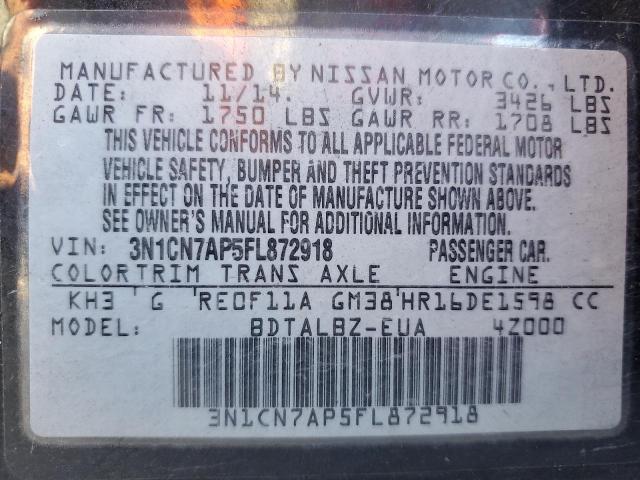 MANUFACTURED BY NISSAN MOTOR CO., LTD.
DATE: 11/14. GVWR: 3426 LBS
GAWR FR: 1750 LBS GAWR RR: 1708 LBS
THIS VEHICLE CONFORMS TO ALL APPLICABLE FEDERAL MOTOR
VEHICLE SAFETY, BUMPER AND THEFT PREVENTION STANDARDS
IN EFFECT ON THE DATE OF MANUFACTURE SHOWN ABOVE.
SEE OWNER'S MANUAL FOR ADDITIONAL INFORMATION.
VIN: 3N1CN7AP5FL872918 PASSENGER CAR.
COLORTRIM TRANS AXLE ENGINE
KH3 G RE0F11A GM38 HR16DE1598 CC
MODEL: BDTALBZ-EUA 4Z000
3N1CN7AP5FL872918